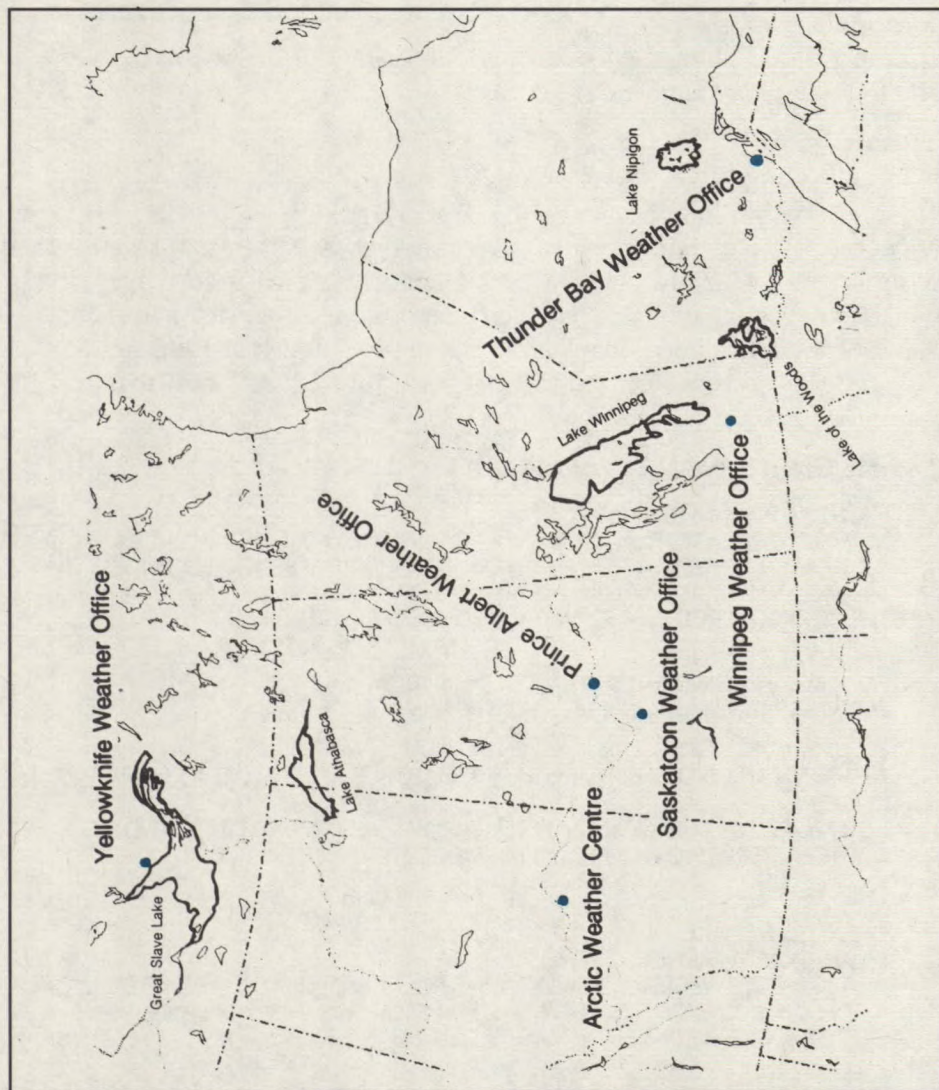 Yellowknife Weather Office
Great Slave Lake
Lake Athabasca
Prince Albert Weather Office
Arctic Weather Centre
Saskatoon Weather Office
Lake Winnipeg
Winnipeg Weather Office
Lake of the Woods
Thunder Bay Weather Office
Lake Nipigon